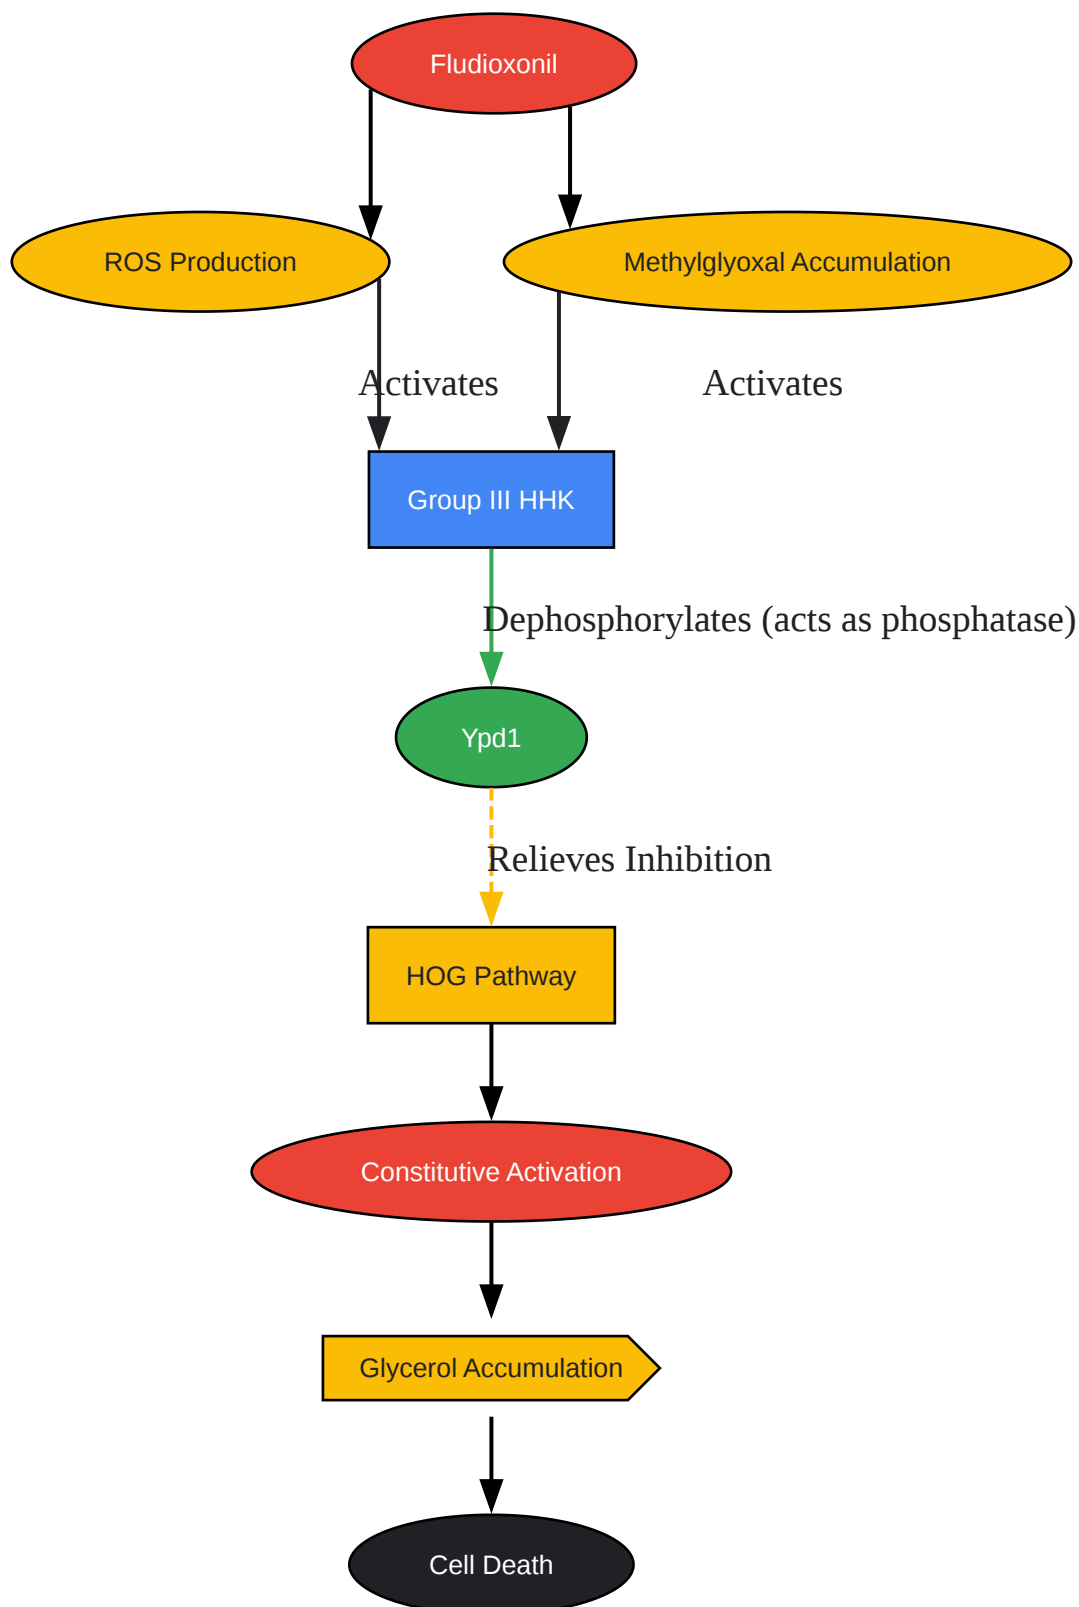 Fludioxonil
ROS Production
Methylglyoxal Accumulation
Activates
Activates
Group III HHK
Dephosphorylates (acts as phosphatase)
Ypd1
Relieves Inhibition
HOG Pathway
Constitutive Activation
Glycerol Accumulation
Cell Death